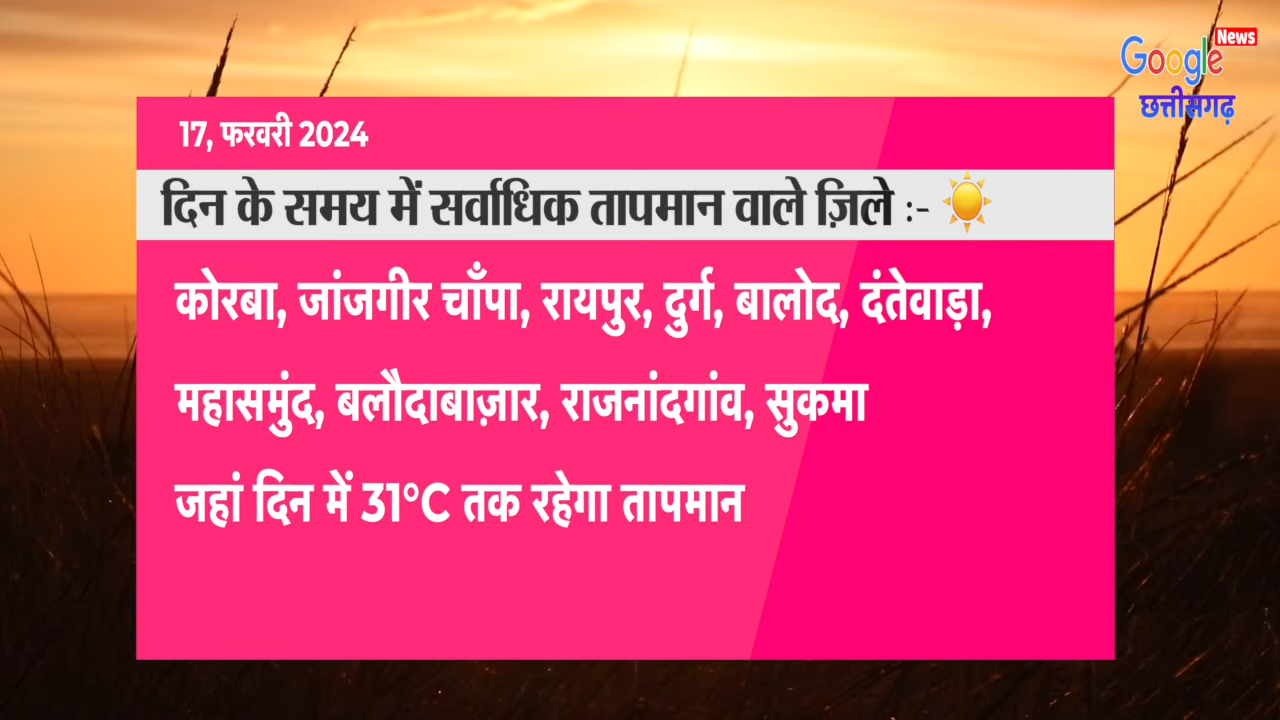 Google News
छत्तीसगढ़
17, फरवरी 2024
दिन के समय में सर्वाधिक तापमान वाले ज़िले :-
कोरबा, जांजगीर चाँपा, रायपुर, दुर्ग, बालोद, दंतेवाड़ा,
महासमुंद, बलौदाबाज़ार, राजनांदगांव, सुकमा
जहां दिन में 31°C तक रहेगा तापमान